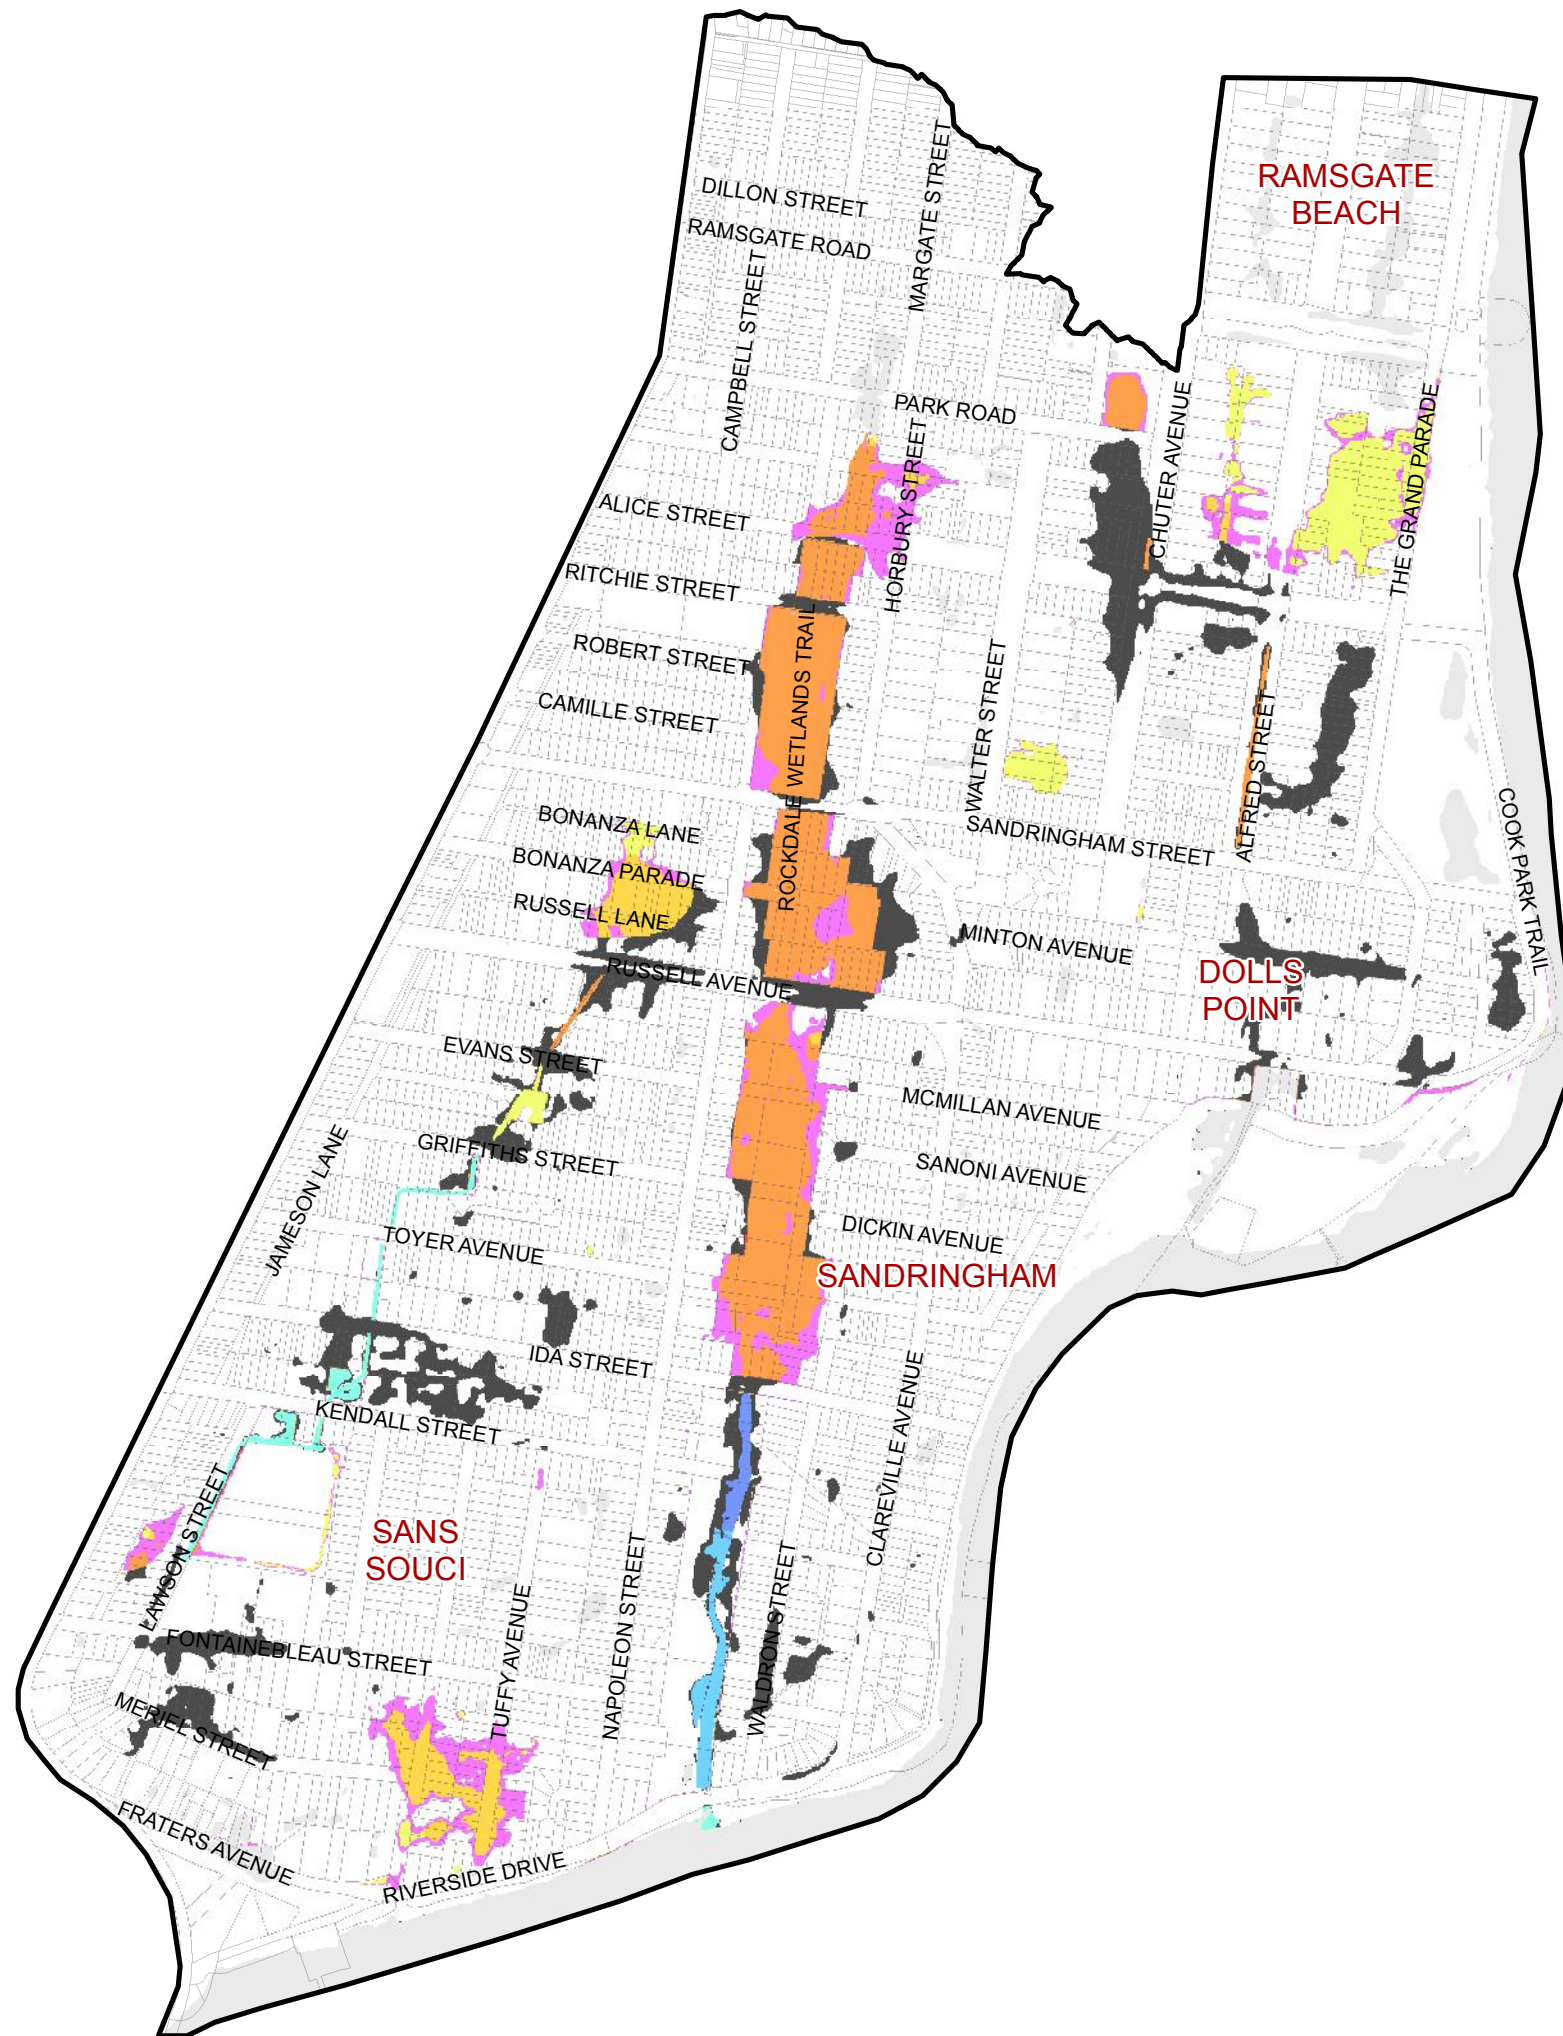 MARGATE STREET
RAMSGATE
BEACH
DILLON STREET
RAMSGATE ROAD
CAMPBELL STREET
PARK ROAD
CHUTER AVENUE
THE GRAND PARADE
HORBURY STREET
ALICE STREET
RITCHIE STREET
ROBERT STREET
ROCKDALE WETLANDS TRAIL
WALTER STREET
CAMILLE STREET
ALFRED STREET
BONANZA LANE
SANDRINGHAM STREET
COOK PARK TRAIL
BONANZA PARADE
RUSSELL LANE
MINTON AVENUE
RUSSELL AVENUE
DOLLS
POINT
EVANS STREET
MCMILLAN AVENUE
GRIFFITHS STREET
SANONI AVENUE
JAMESON LANE
TOYER AVENUE
DICKIN AVENUE
SANDRINGHAM
IDA STREET
KENDALL STREET
CLAREVILLE AVENUE
LAWSON STREET
SANS
SOUCI
NAPOLEON STREET
WALDRON STREET
TUFFY AVENUE
FONTAINEBLEAU STREET
MERIEL STREET
FRATERS AVENUE
RIVERSIDE DRIVE